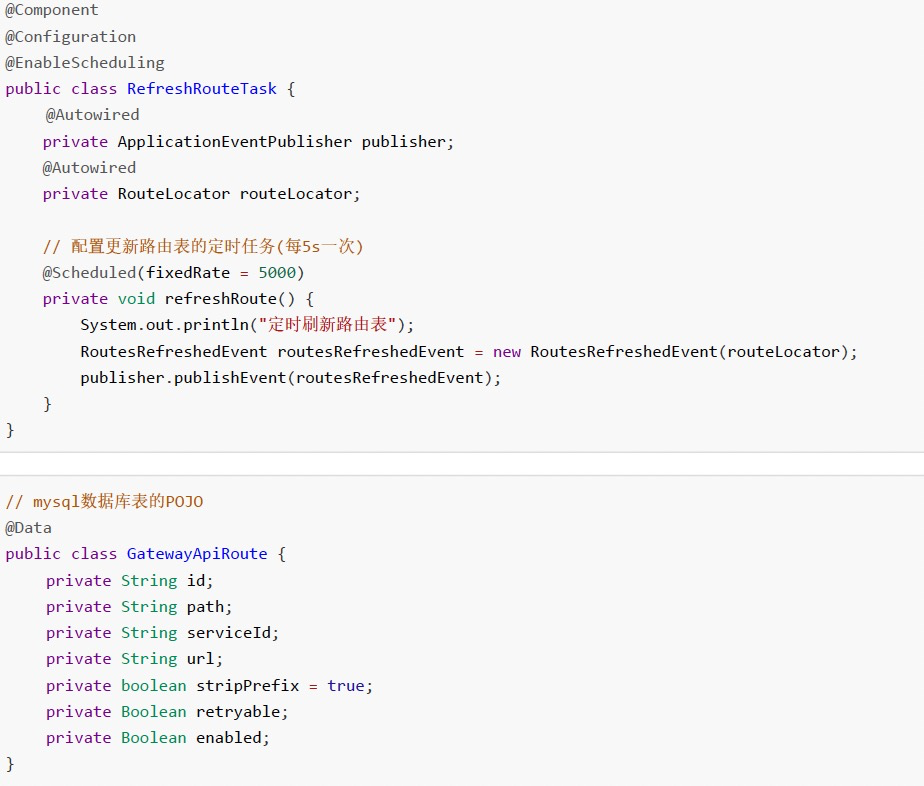 @Component
@Configuration
@EnableScheduling
public class RefreshRouteTask {
    @Autowired
    private ApplicationEventPublisher publisher;
    @Autowired
    private RouteLocator routeLocator;

    // 配置更新路由表的定时任务(每5s一次)
    @Scheduled(fixedRate = 5000)
    private void refreshRoute() {
        System.out.println("定时刷新路由表");
        RoutesRefreshedEvent routesRefreshedEvent = new RoutesRefreshedEvent(routeLocator);
        publisher.publishEvent(routesRefreshedEvent);
    }
}
// mysql数据库表的POJO
@Data
public class GatewayApiRoute {
    private String id;
    private String path;
    private String serviceId;
    private String url;
    private boolean stripPrefix = true;
    private Boolean retryable;
    private Boolean enabled;
}